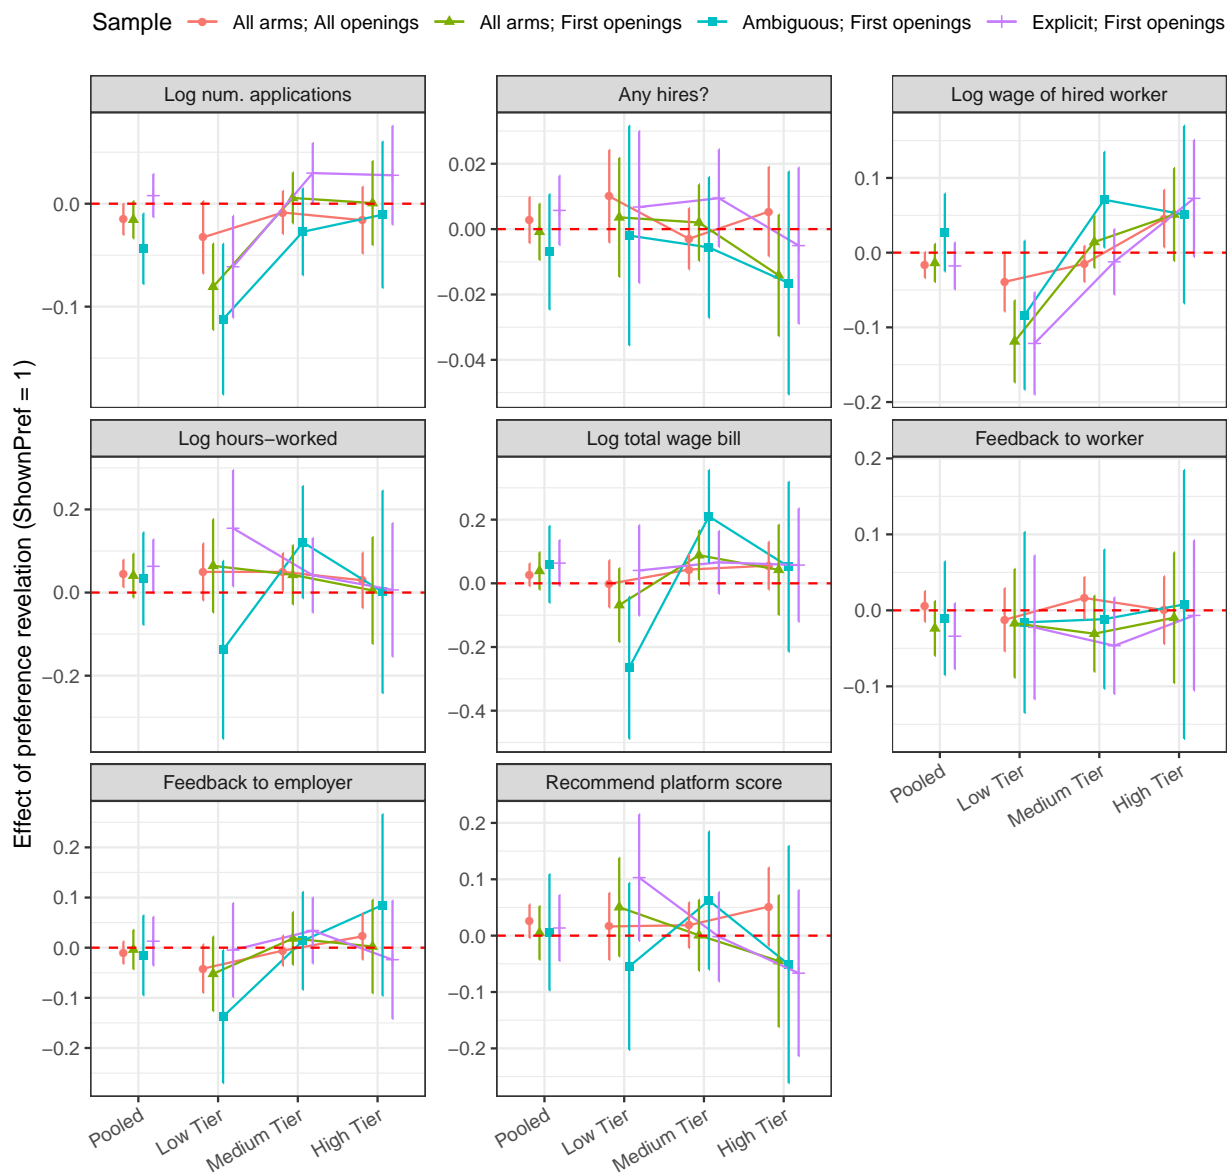 Sample All arms; All openings All arms; First openings Ambiguous; First openings Explicit; First openings
Effect of preference revelation (ShownPref = 1)
Log num. applications
0.0
−0.1
Any hires?
0.02
0.00
−0.02
−0.04
Log wage of hired worker
0.1
0.0
−0.1
−0.2
Log hours−worked
0.2
0.0
−0.2
Log total wage bill
0.2
0.0
−0.2
−0.4
Feedback to worker
0.2
0.1
0.0
−0.1
Pooled
Low Tier
Medium Tier
High Tier
Feedback to employer
0.2
0.1
0.0
−0.1
−0.2
Pooled
Low Tier
Medium Tier
High Tier
Recommend platform score
0.2
0.1
0.0
−0.1
−0.2
Pooled
Low Tier
Medium Tier
High Tier